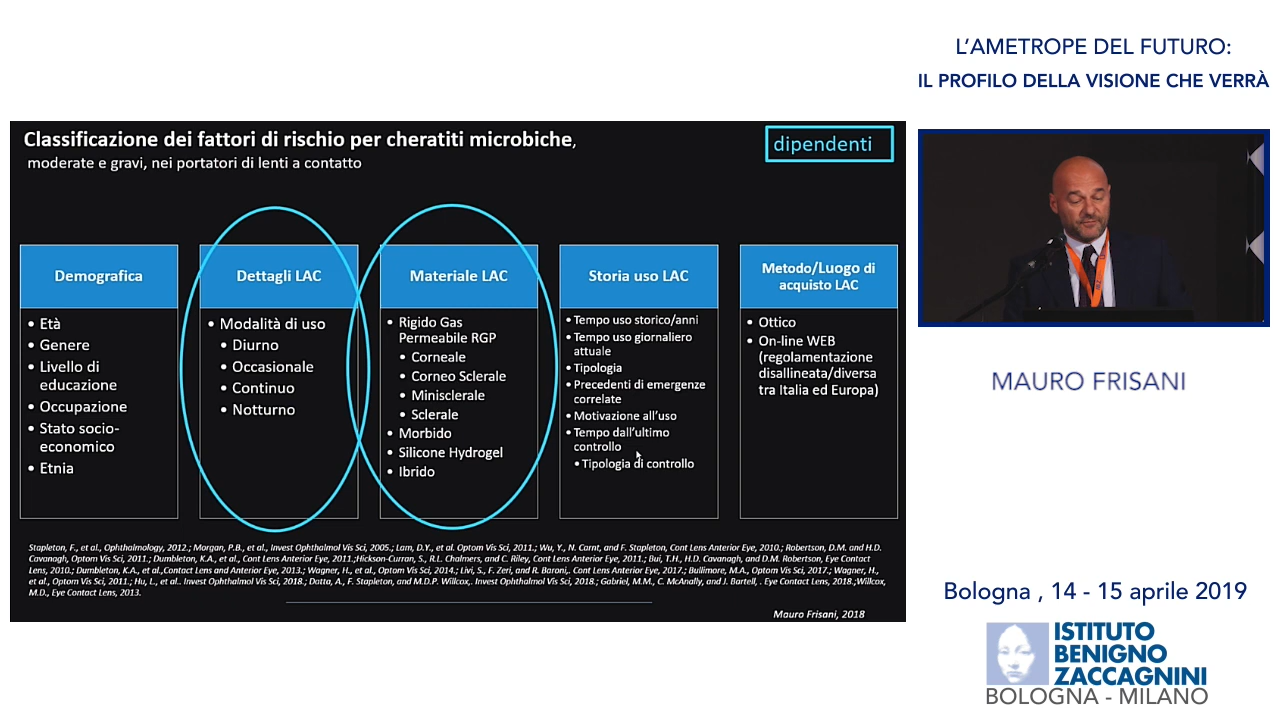 L'AMETROPE DEL FUTURO:
IL PROFILO DELLA VISIONE CHE VERRÀ
Classificazione dei fattori di rischio per cheratiti microbiche,
moderate e gravi, nei portatori di lenti a contatto
dipendenti
Demografica
• Età
• Genere
• Livello di
educazione
• Occupazione
• Stato socio-
economico
• Etnia
Dettagli LAC
• Modalità di uso
• Diurno
• Occasionale
• Continuo
• Notturno
Materiale LAC
• Rigido Gas
Permeabile RGP
• Corneale
• Corneo Sclerale
• Minisclerale
• Sclerale
• Morbido
• Silicone Hydrogel
• Ibrido
Storia uso LAC
• Tempo uso storico/anni
• Tempo uso giornaliero
attuale
• Tipologia
• Precedenti di emergenze
correlate
• Motivazione all'uso
• Tempo dall'ultimo
controllo
• Tipologia di controllo
Metodo/Luogo di
acquisto LAC
• Ottico
• On-line WEB
(regolamentazione
disallineata/diversa
tra Italia ed Europa)
Stapleton, F., et al., Ophthalmology, 2012.; Morgan, P.B., et al., Invest Ophthalmol Vis Sci, 2005.; Lam, D.Y., et al. Optom Vis Sci, 2011.; Wu, Y., N. Carnt, and F. Stapleton, Cont Lens Anterior Eye, 2010.; Robertson, D.M. and H.D.
Cavanagh, Optom Vis Sci, 2011.; Dumbleton, K.A., et al., Cont Lens Anterior Eye, 2011.;Hickson-Curran, S., R.L. Chalmers, and C. Riley, Cont Lens Anterior Eye, 2011.; Bui, T.H., H.D. Cavanagh, and D.M. Robertson, Eye Contact
Lens, 2010.; Dumbleton, K.A., et al.,Contact Lens and Anterior Eye, 2013.; Wagner, H., et al., Optom Vis Sci, 2014.; Livi, S., F. Zeri, and R. Baroni,. Cont Lens Anterior Eye, 2017.; Bullimore, M.A., Optom Vis Sci, 2017.; Wagner, H.,
et al., Optom Vis Sci, 2011.; Hu, L., et al.. Invest Ophthalmol Vis Sci, 2018.; Datta, A., F. Stapleton, and M.D.P. Willcox,. Invest Ophthalmol Vis Sci, 2018.; Gabriel, M.M., C. McAnally, and J. Bartell, . Eye Contact Lens, 2018.;Willcox,
M.D., Eye Contact Lens, 2013.
Mauro Frisani, 2018
MAURO FRISANI
Bologna , 14 - 15 aprile 2019
ISTITUTO
BENIGNO
ZACCAGNINI
BOLOGNA - MILANO